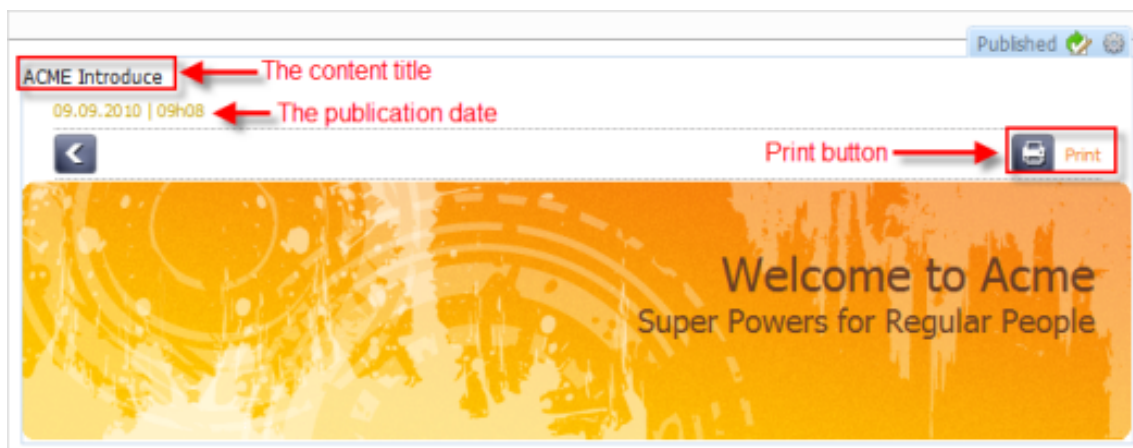 Published
ACME Introduce The content title
09.09.2010 | 09h08 The publication date
Print button Print
Welcome to Acme
Super Powers for Regular People